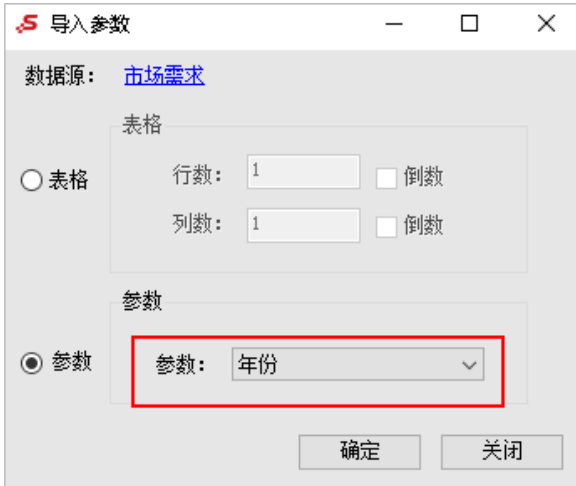 导入参数
数据源： 市场需求
表格
表格
行数： 1 倒数
列数： 1 倒数
参数
参数
参数： 年份
确定 关闭